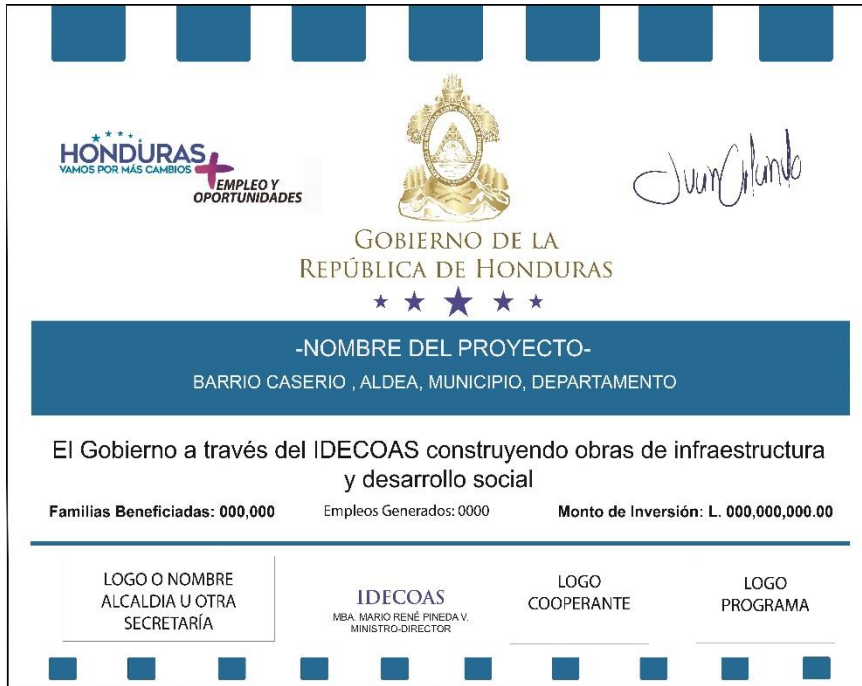 HONDURAS
VAMOS POR MÁS CAMBIOS
EMPLEO Y
OPORTUNIDADES
GOBIERNO DE LA
REPÚBLICA DE HONDURAS
-NOMBRE DEL PROYECTO-
BARRIO CASERIO , ALDEA, MUNICIPIO, DEPARTAMENTO
El Gobierno a través del IDECOAS construyendo obras de infraestructura
y desarrollo social
Familias Beneficiadas: 000,000
Empleos Generados: 0000
Monto de Inversión: L. 000,000,000.00
LOGO O NOMBRE
ALCALDIA U OTRA
SECRETARÍA
IDECOAS
MBA. MARIO RENÉ PINEDA V.
MINISTRO-DIRECTOR
LOGO
COOPERANTE
LOGO
PROGRAMA